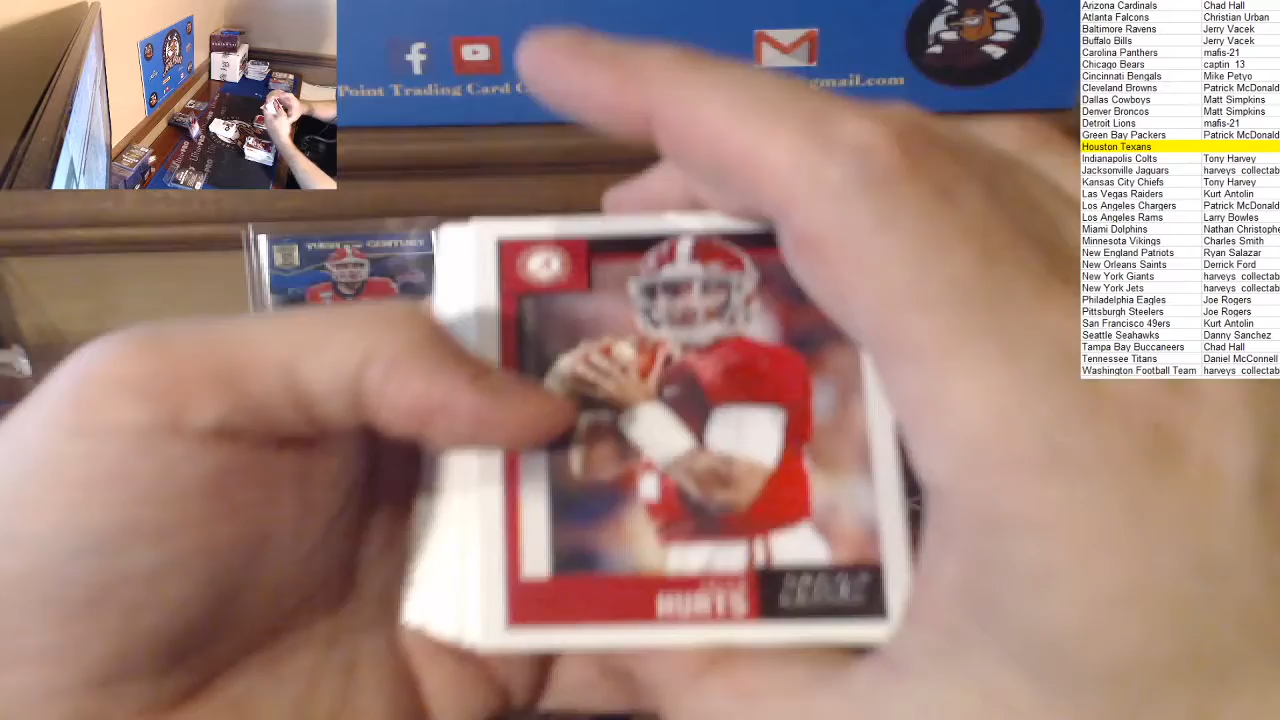 Point Trading Card C
gmail.com
TURN OF THE CENTURY
HURTS
Arizona Cardinals Chad Hall
Atlanta Falcons Christian Urban
Baltimore Ravens Jerry Vacek
Buffalo Bills Jerry Vacek
Carolina Panthers mafis-21
Chicago Bears captin 13
Cincinnati Bengals Mike Petyo
Cleveland Browns Patrick McDonald
Dallas Cowboys Matt Simpkins
Denver Broncos Matt Simpkins
Detroit Lions mafis-21
Green Bay Packers Patrick McDonald
Houston Texans
Indianapolis Colts Tony Harvey
Jacksonville Jaguars harveys collectab
Kansas City Chiefs Tony Harvey
Las Vegas Raiders Kurt Antolin
Los Angeles Chargers Patrick McDonald
Los Angeles Rams Larry Bowles
Miami Dolphins Nathan Christophe
Minnesota Vikings Charles Smith
New England Patriots Ryan Salazar
New Orleans Saints Derrick Ford
New York Giants harveys collectab
New York Jets harveys collectab
Philadelphia Eagles Joe Rogers
Pittsburgh Steelers Joe Rogers
San Francisco 49ers Kurt Antolin
Seattle Seahawks Danny Sanchez
Tampa Bay Buccaneers Chad Hall
Tennessee Titans Daniel McConnell
Washington Football Team harveys collectab